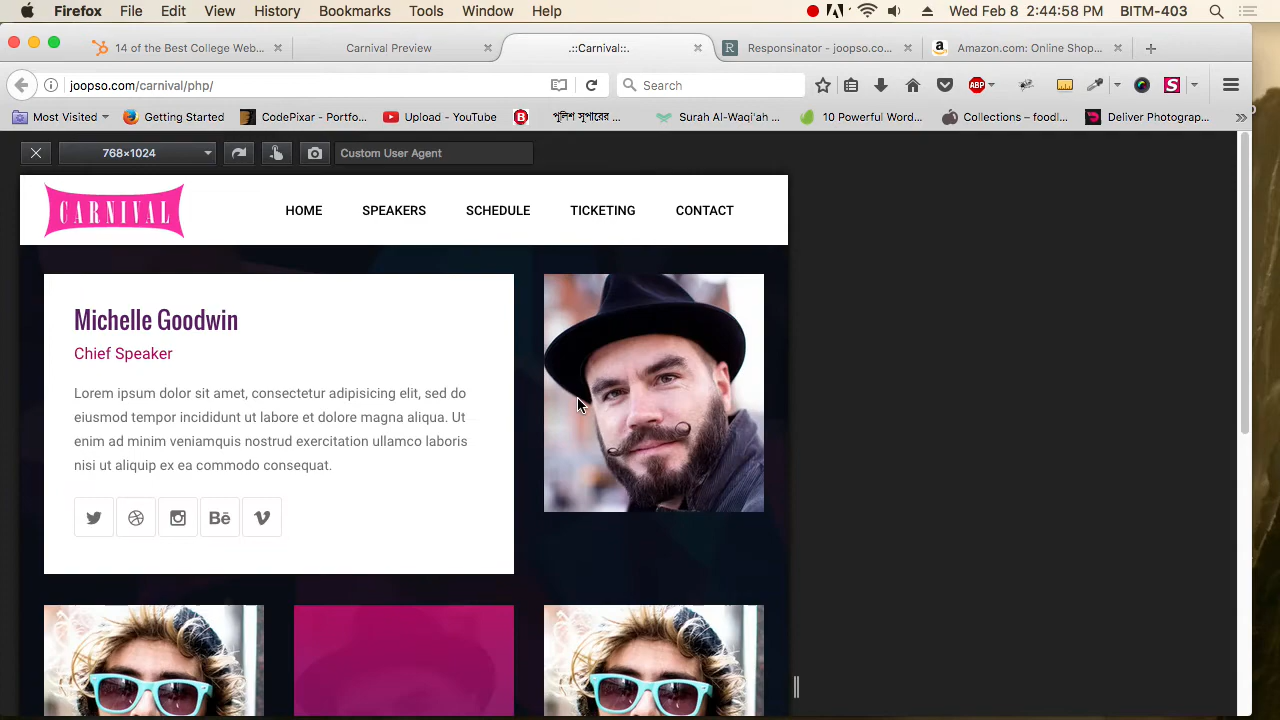 Firefox File Edit View History Bookmarks Tools Window Help Wed Feb 8 2:44:58 PM BITM-403
14 of the Best College Web... Carnival Preview .::Carnival::. Responsive - joopso.co... Amazon.com: Online Shop...
joopso.com/carnival/php/ Search ABP S
Most Visited Getting Started CodePixar - Portfo... Upload - YouTube B পুলিশ সুপারের ... Surah Al-Waqi'ah ... 10 Powerful Word... Collections – foodl... Deliver Photograp...
768×1024 Custom User Agent
CARNIVAL HOME SPEAKERS SCHEDULE TICKETING CONTACT
Michelle Goodwin
Chief Speaker
Lorem ipsum dolor sit amet, consectetur adipisicing elit, sed do
eiusmod tempor incididunt ut labore et dolore magna aliqua. Ut
enim ad minim veniamquis nostrud exercitation ullamco laboris
nisi ut aliquip ex ea commodo consequat.
Bē